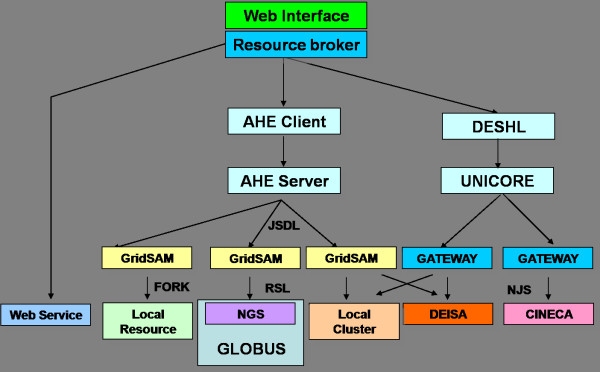 Web Interface
Resource broker
AHE Client
DESHL
AHE Server
UNICORE
JSDL
GridSAM
GridSAM
GridSAM
GATEWAY
GATEWAY
FORK
RSL
NJS
Web Service
Local
Resource
NGS
GLOBUS
Local
Cluster
DEISA
CINECA